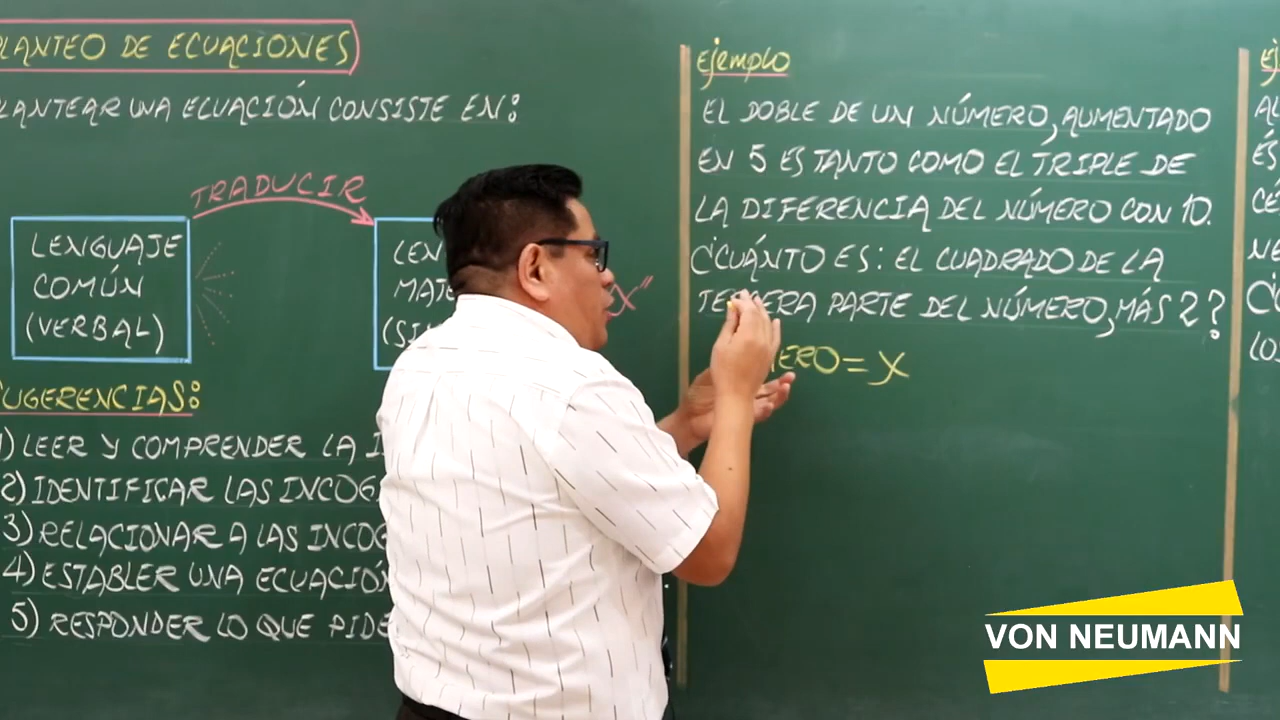 PLANTEO DE ECUACIONES
PLANTEAR UNA ECUACIÓN CONSISTE EN:
TRADUCIR
LENGUAJE
COMÚN
(VERBAL)
LEN
MATE
(SI
X"
SUGERENCIAS:
1) LEER Y COMPRENDER LA
2) IDENTIFICAR LAS INCOG
3) RELACIONAR A LAS INCOG
4) ESTABLER UNA ECUACIÓN
5) RESPONDER LO QUE PIDE
Ejemplo
EL DOBLE DE UN NÚMERO, AUMENTADO
EN 5 ES TANTO COMO EL TRIPLE DE
LA DIFERENCIA DEL NÚMERO CON 10.
¿CUÁNTO ES: EL CUADRADO DE LA
TERCERA PARTE DEL NÚMERO, MÁS 2?
MERO = X
VON NEUMANN